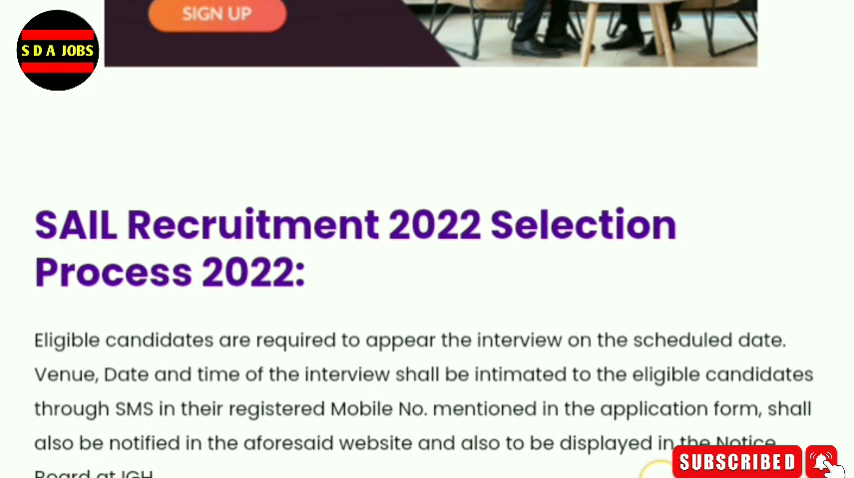 SIGN UP
S D A JOBS
SAIL Recruitment 2022 Selection
Process 2022:
Eligible candidates are required to appear the interview on the scheduled date.
Venue, Date and time of the interview shall be intimated to the eligible candidates
through SMS in their registered Mobile No. mentioned in the application form, shall
also be notified in the aforesaid website and also to be displayed in the Notice
Board at IGH
SUBSCRIBED